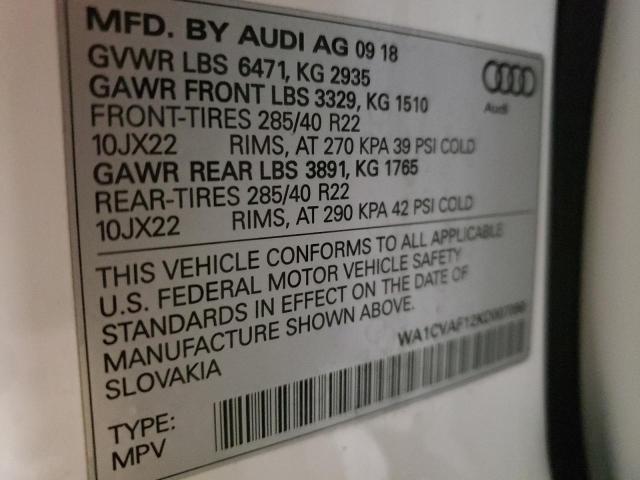 MFD. BY AUDI AG 09 18
GVWR LBS 6471, KG 2935
GAWR FRONT LBS 3329, KG 1510
FRONT-TIRES 285/40 R22
10JX22 RIMS, AT 270 KPA 39 PSI COLD
GAWR REAR LBS 3891, KG 1765
REAR-TIRES 285/40 R22
10JX22 RIMS, AT 290 KPA 42 PSI COLD
Audi
THIS VEHICLE CONFORMS TO ALL APPLICABLE
U.S. FEDERAL MOTOR VEHICLE SAFETY
STANDARDS IN EFFECT ON THE DATE OF
MANUFACTURE SHOWN ABOVE.
SLOVAKIA
TYPE:
MPV